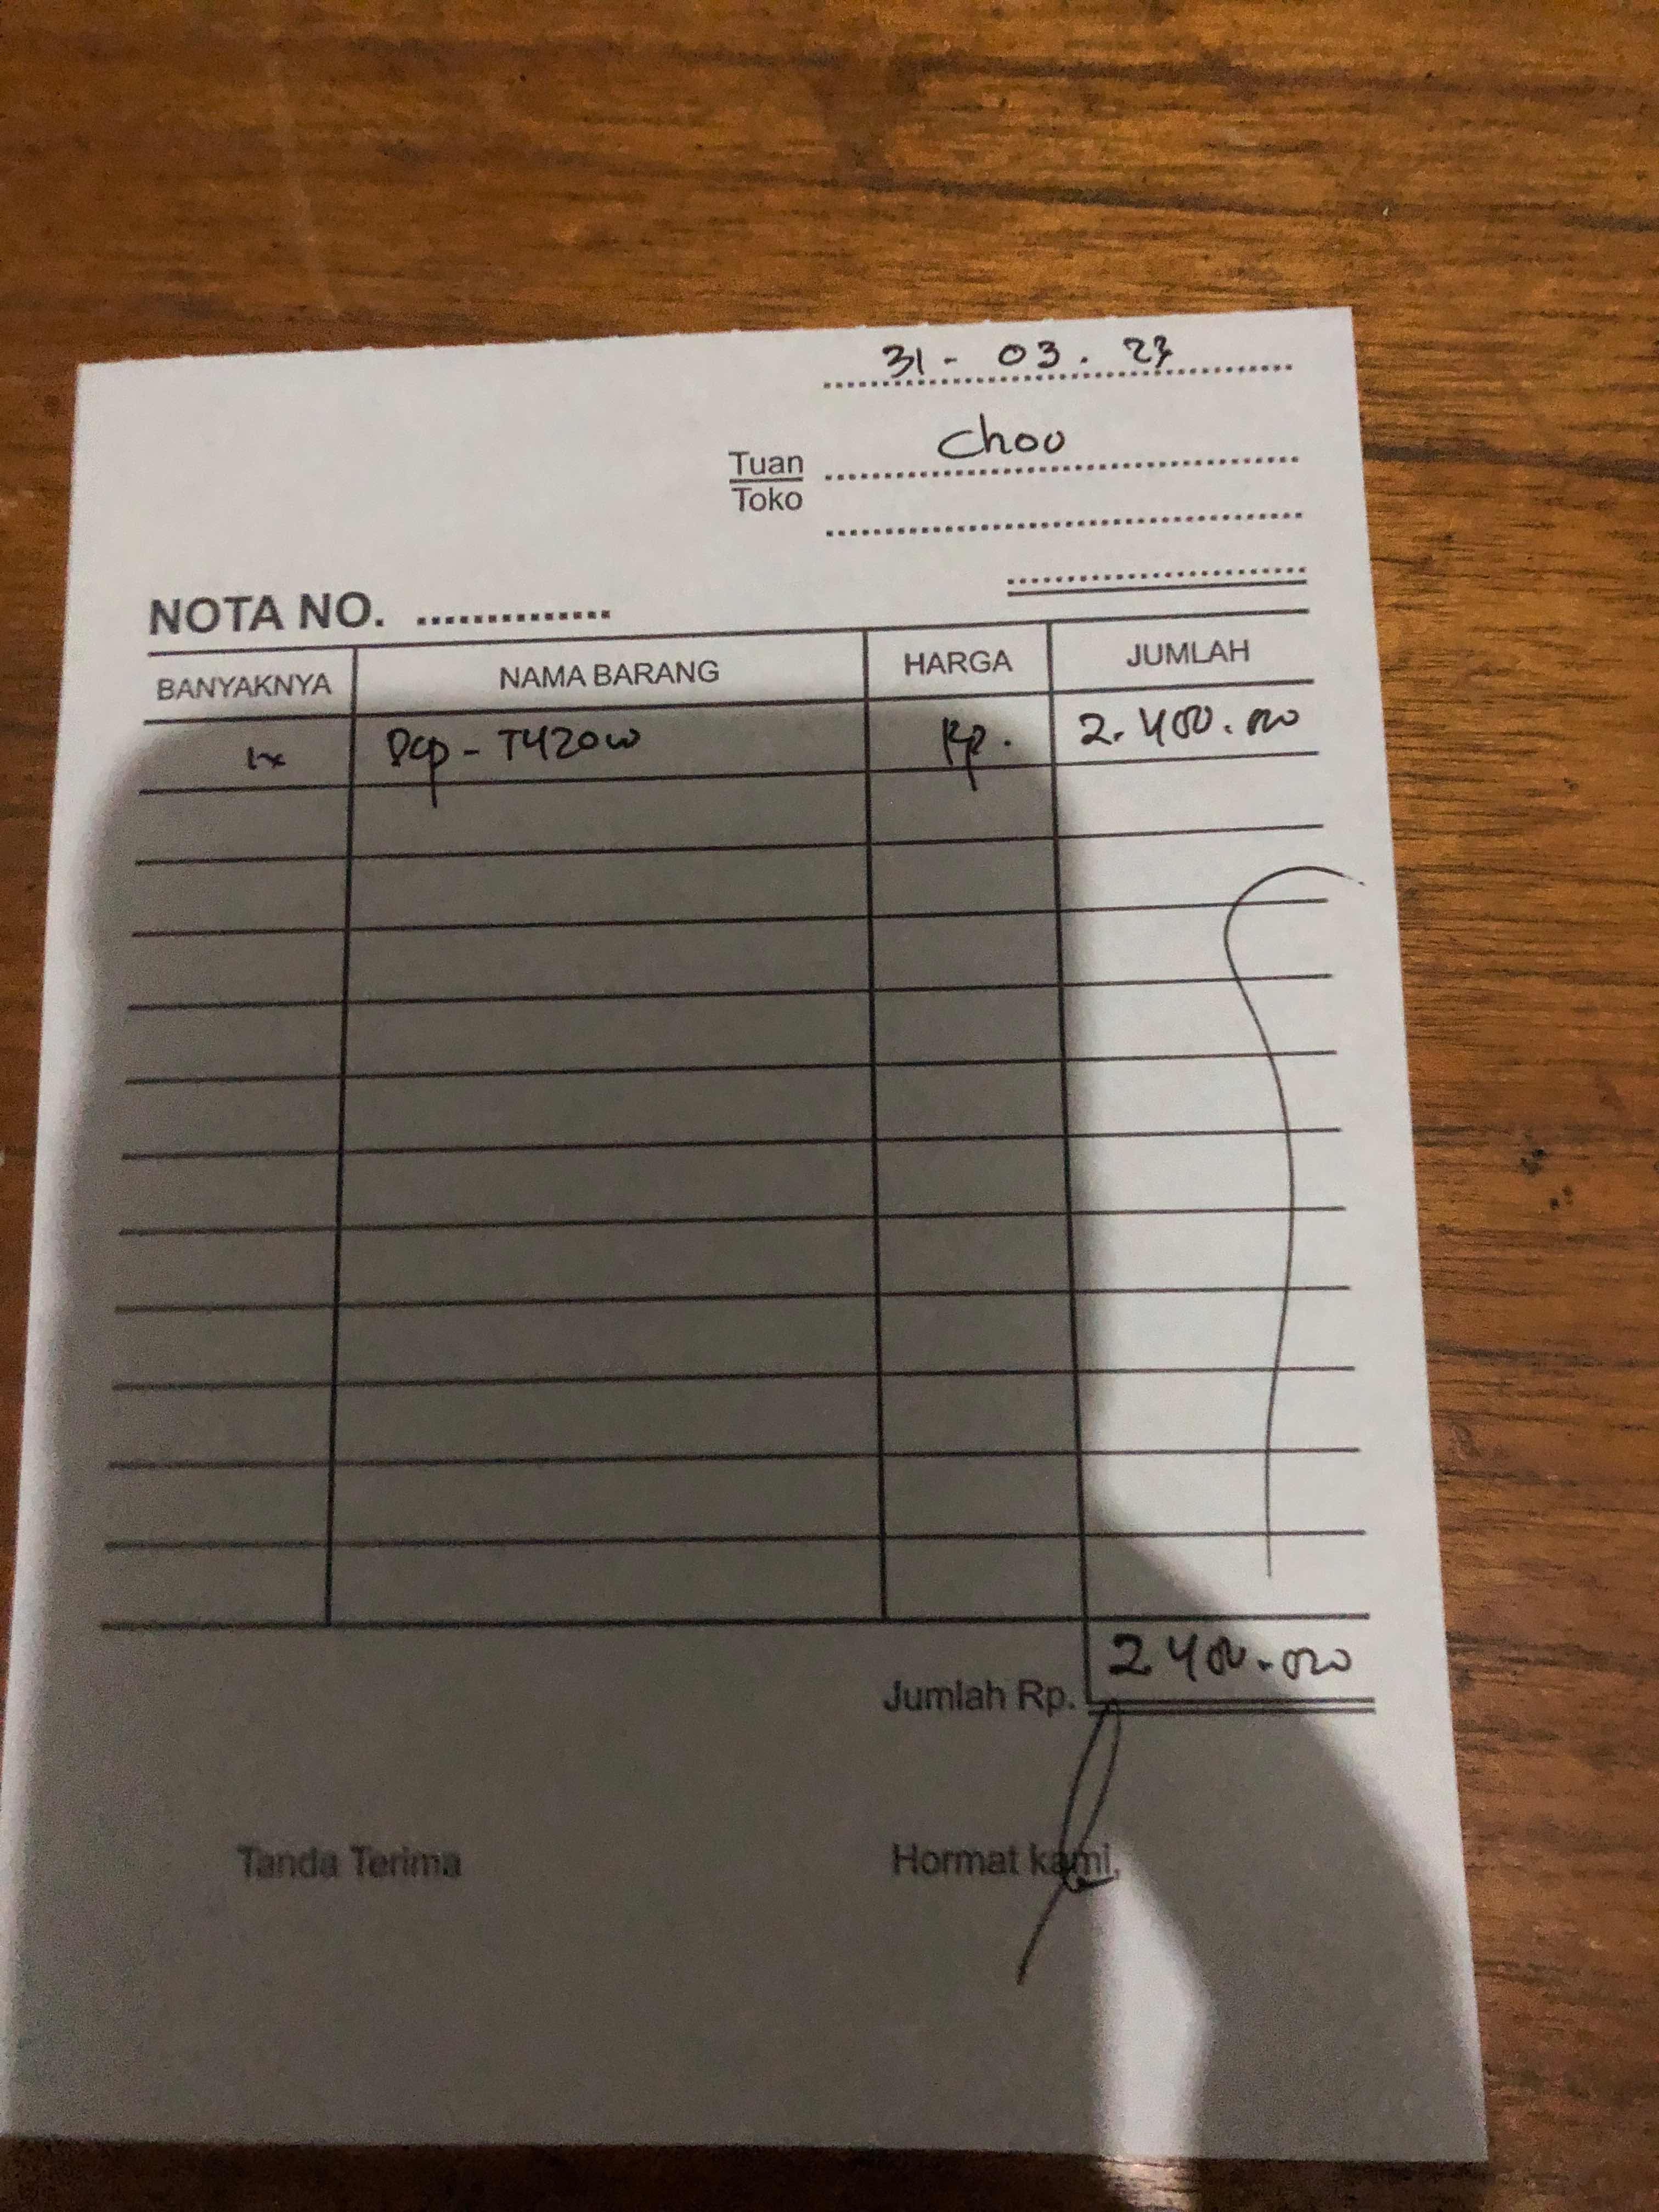 31 - 03 . 23
Tuan Choo
Toko
NOTA NO. ..............
BANYAKNYA NAMA BARANG HARGA JUMLAH
1x Dcp - T420W Rp. 2.400.000
Jumlah Rp. 2.400.000
Tanda Terima Hormat kami,